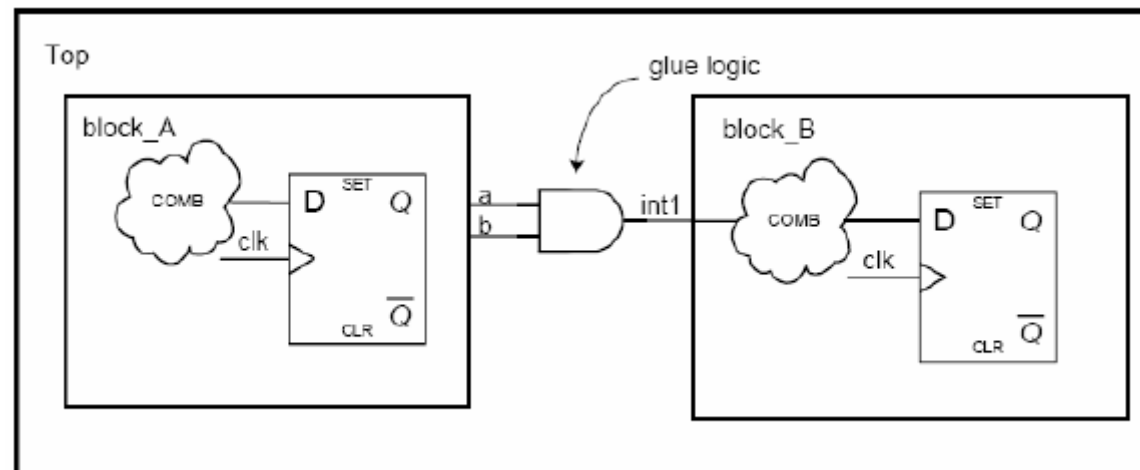 Top
glue logic
block_A
block_B
COMB
D
SET
Q
clk
Q
CLR
a
b
int1
COMB
D
SET
Q
clk
Q
CLR